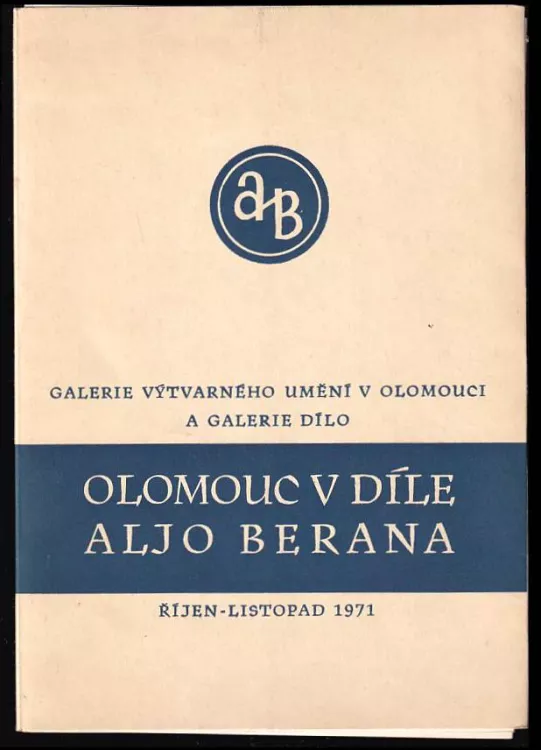 aB
GALERIE VÝTVARNÉHO UMĚNÍ V OLOMOUCI
A GALERIE DÍLO
OLOMOUC V DÍLE
ALJO BERANA
ŘÍJEN-LISTOPAD 1971